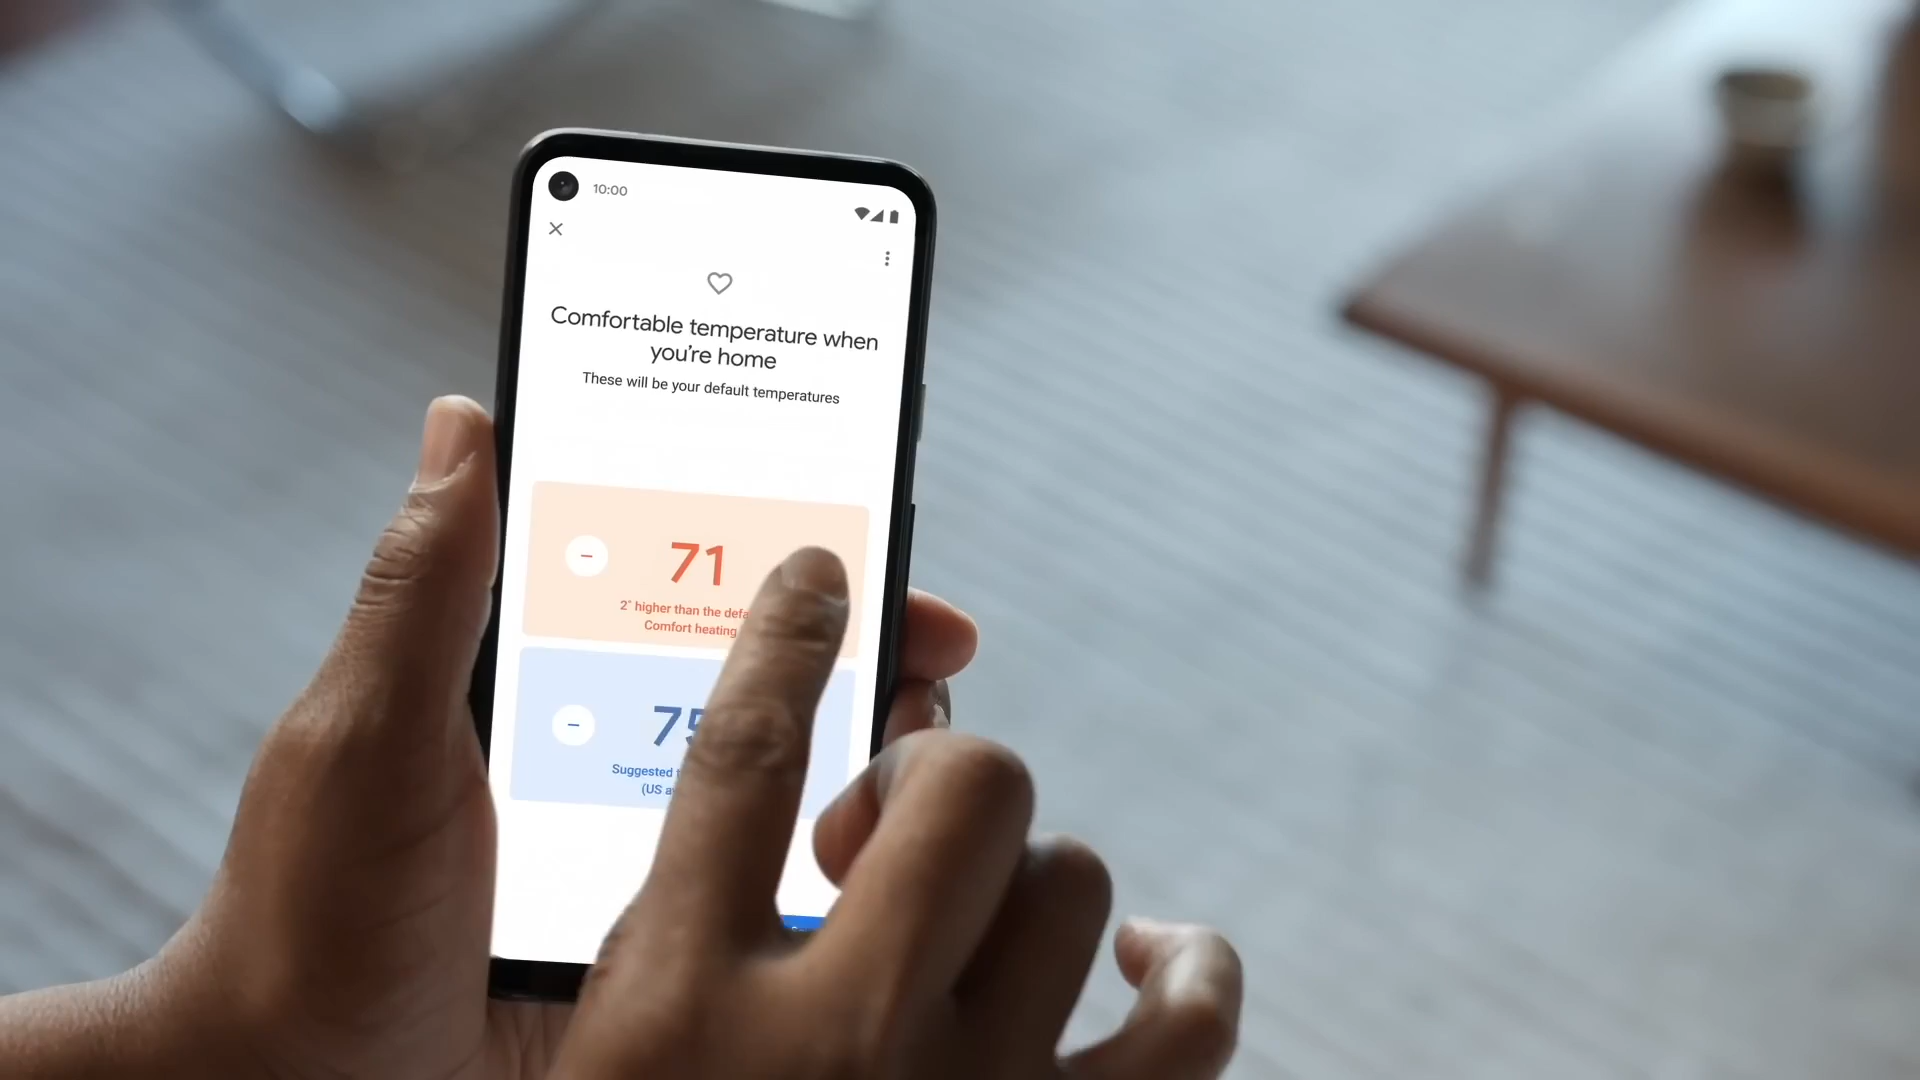 10:00
Comfortable temperature when
you're home
These will be your default temperatures
71
2° higher than the
Comfort heating
75
Suggested
(US